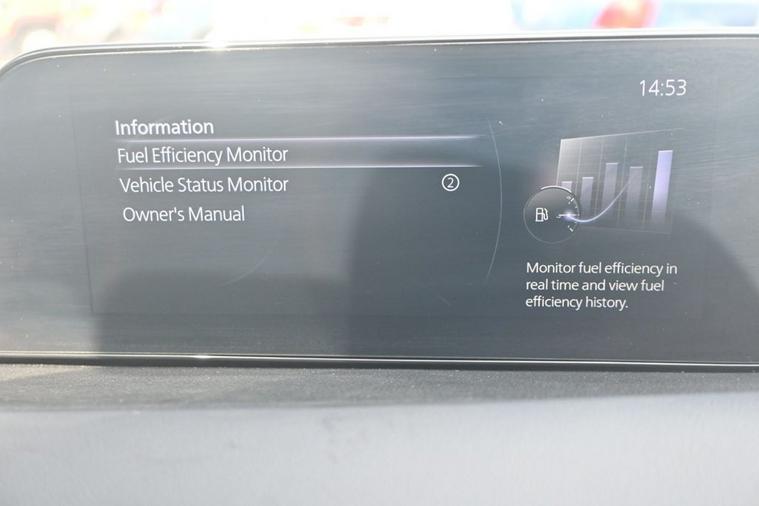 14:53
Information
Fuel Efficiency Monitor
Vehicle Status Monitor 2
Owner's Manual
Monitor fuel efficiency in
real time and view fuel
efficiency history.